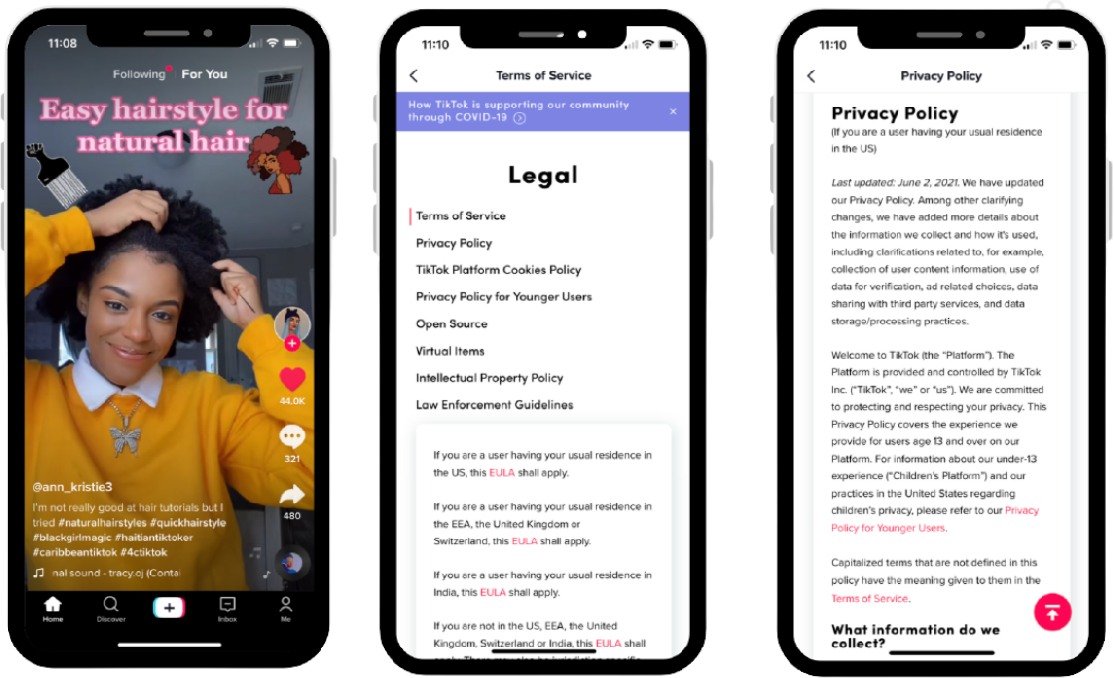 11:08
Following For You
Easy hairstyle for
natural hair
44.0K
321
480
@ann_kristie3
I'm not really good at hair tutorials but I
tried #naturalhairstyles #quickhairstyle
#blackgirlmagic #haitiantiktoker
#caribbeantiktok #4ctiktok
nal sound - tracy.oj (Contai
Home
Discover
Inbox
Me
11:10
Terms of Service
How TikTok is supporting our community
through COVID-19
Legal
Terms of Service
Privacy Policy
TikTok Platform Cookies Policy
Privacy Policy for Younger Users
Open Source
Virtual Items
Intellectual Property Policy
Law Enforcement Guidelines
If you are a user having your usual residence in
the US, this EULA shall apply.
If you are a user having your usual residence in
the EEA, the United Kingdom or
Switzerland, this EULA shall apply.
If you are a user having your usual residence in
India, this EULA shall apply.
If you are not in the US, EEA, the United
Kingdom, Switzerland or India, this EULA shall
11:10
Privacy Policy
Privacy Policy
(If you are a user having your usual residence
in the US)
Last updated: June 2, 2021. We have updated
our Privacy Policy. Among other clarifying
changes, we have added more details about
the information we collect and how it's used,
including clarifications related to, for example,
collection of user content information, use of
data for verification, ad related choices, data
sharing with third party services, and data
storage/processing practices.
Welcome to TikTok (the "Platform"). The
Platform is provided and controlled by TikTok
Inc. ("TikTok", "we" or "us"). We are committed
to protecting and respecting your privacy. This
Privacy Policy covers the experience we
provide for users age 13 and over on our
Platform. For information about our under-13
experience ("Children's Platform") and our
practices in the United States regarding
children's privacy, please refer to our Privacy
Policy for Younger Users.
Capitalized terms that are not defined in this
policy have the meaning given to them in the
Terms of Service.
What information do we
collect?